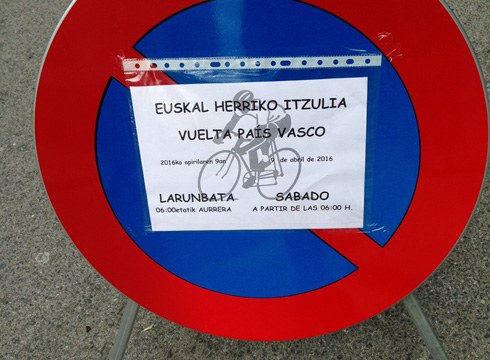 EUSKAL HERRIKO ITZULIA
VUELTA PAÍS VASCO
2016ko apirilaren 9an 9 de abril de 2016
LARUNBATA SABADO
06:00etatik AURRERA A PARTIR DE LAS 06:00 H.